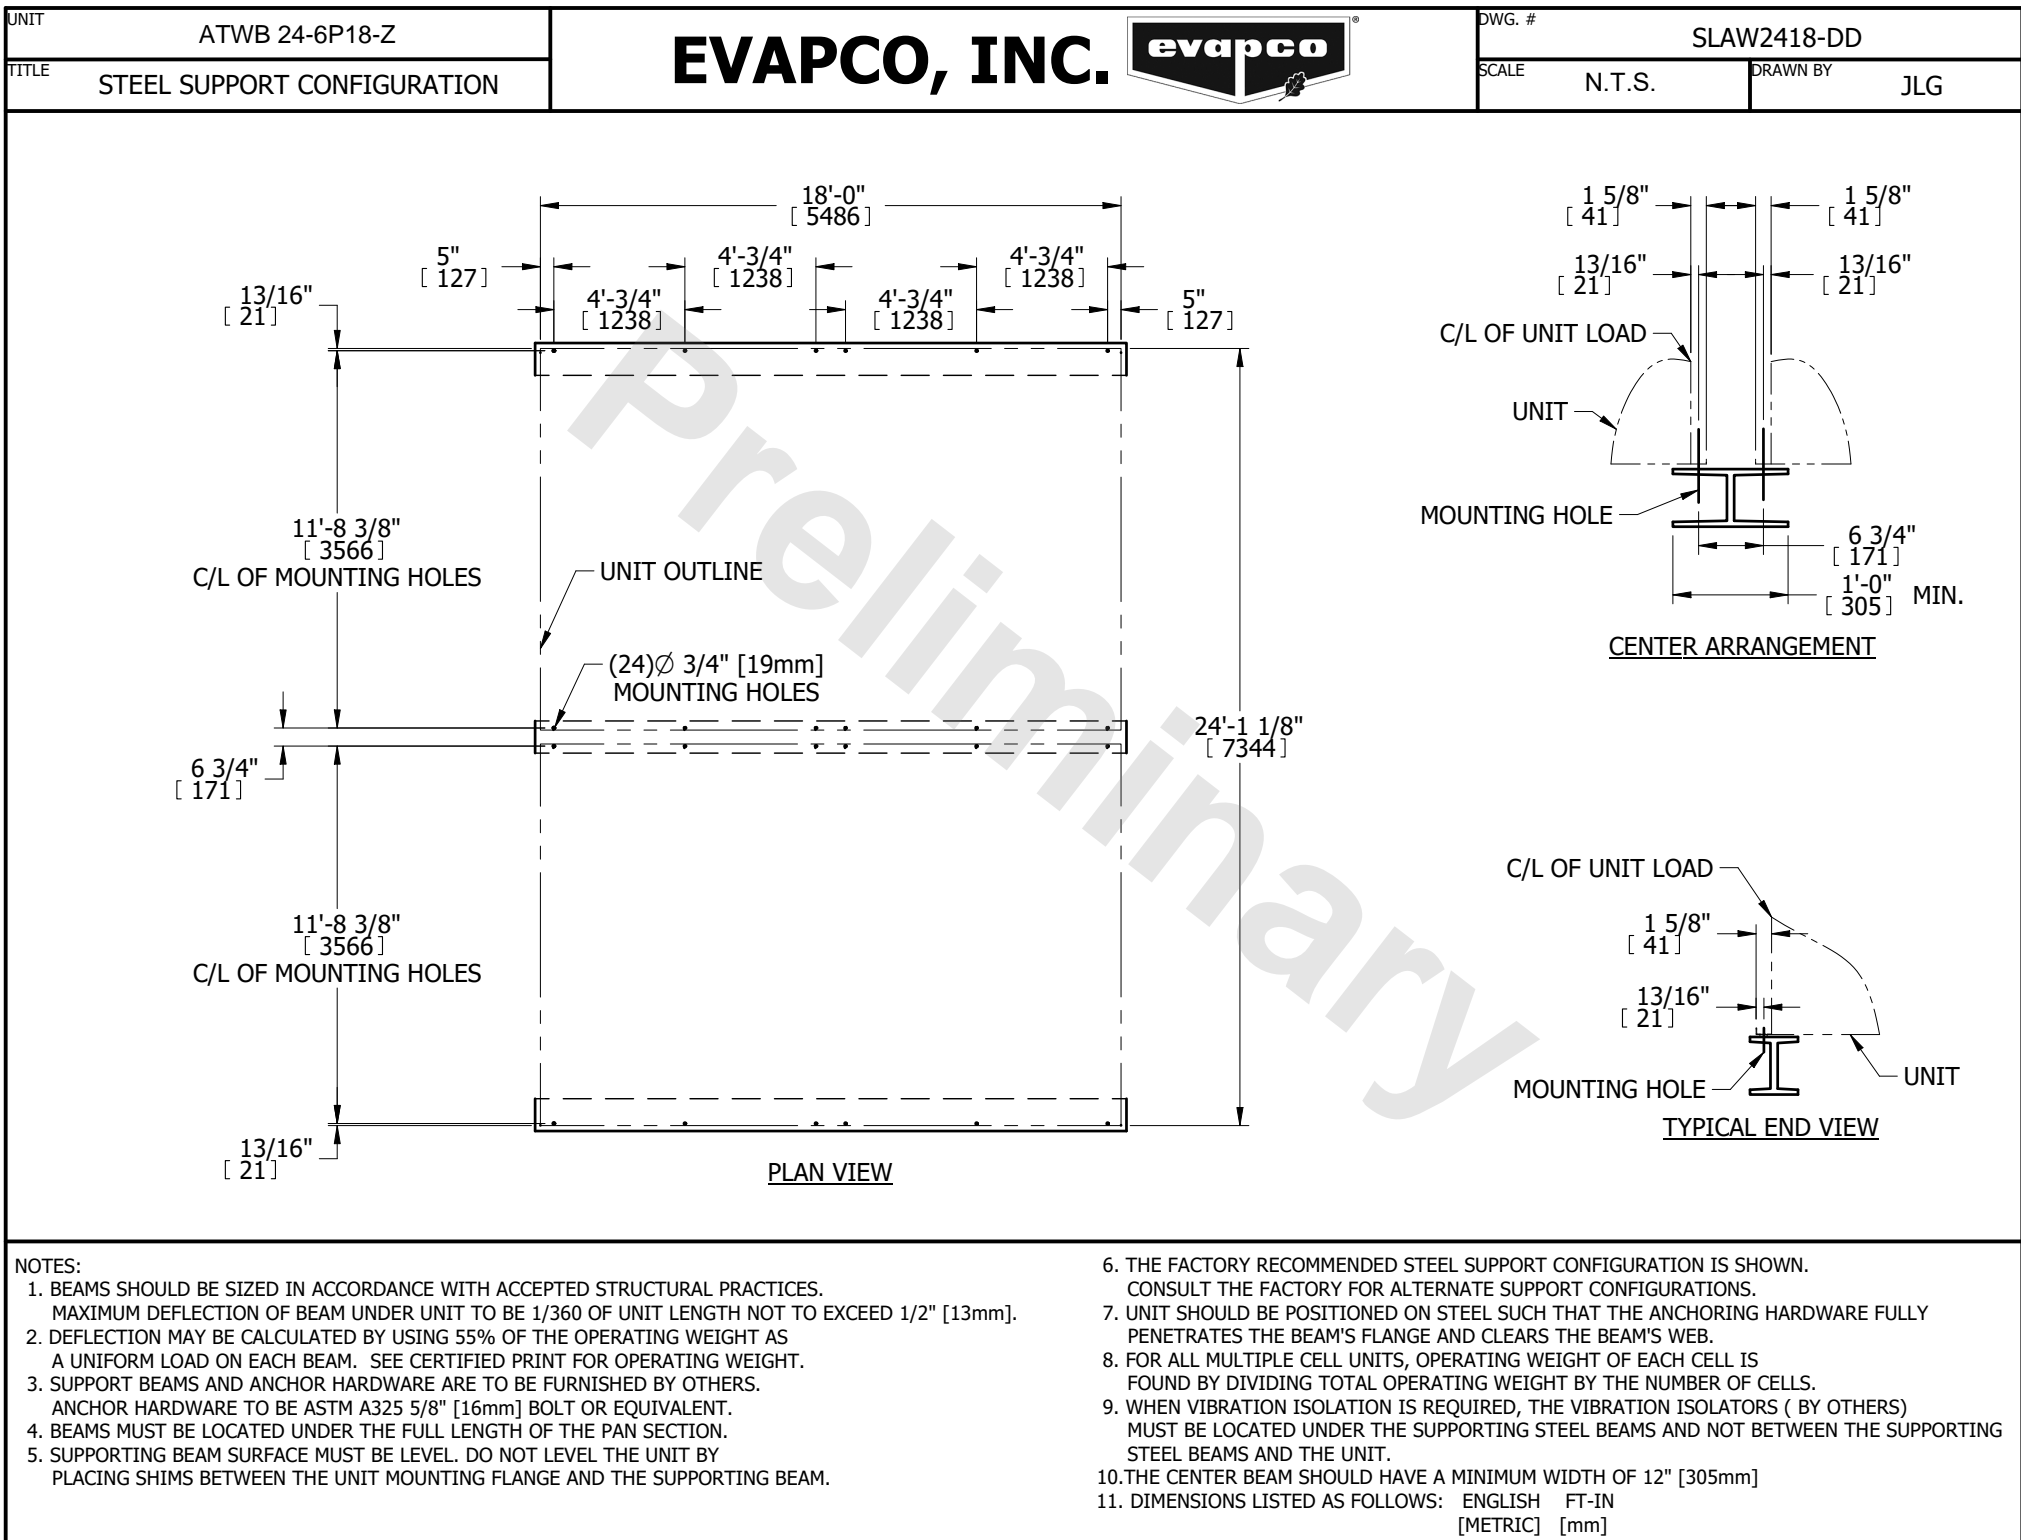 UNIT
ATWB 24-6P18-Z
TITLE
STEEL SUPPORT CONFIGURATION
EVAPCO, INC.
evapco
®
DWG. #
SLAW2418-DD
SCALE
N.T.S.
DRAWN BY
JLG
18'-0"
[ 5486 ]
5"
[ 127 ]
4'-3/4"
[ 1238 ]
4'-3/4"
[ 1238 ]
13/16"
[ 21 ]
4'-3/4"
[ 1238 ]
4'-3/4"
[ 1238 ]
5"
[ 127 ]
11'-8 3/8"
[ 3566 ]
C/L OF MOUNTING HOLES
UNIT OUTLINE
(24)∅ 3/4" [19mm]
MOUNTING HOLES
6 3/4"
[ 171 ]
24'-1 1/8"
[ 7344 ]
11'-8 3/8"
[ 3566 ]
C/L OF MOUNTING HOLES
13/16"
[ 21 ]
PLAN VIEW
Preliminary
1 5/8"
[ 41 ]
1 5/8"
[ 41 ]
13/16"
[ 21 ]
13/16"
[ 21 ]
C/L OF UNIT LOAD
UNIT
MOUNTING HOLE
6 3/4"
[ 171 ]
1'-0"
[ 305 ]
MIN.
CENTER ARRANGEMENT
C/L OF UNIT LOAD
1 5/8"
[ 41 ]
13/16"
[ 21 ]
MOUNTING HOLE
UNIT
TYPICAL END VIEW
NOTES:
1. BEAMS SHOULD BE SIZED IN ACCORDANCE WITH ACCEPTED STRUCTURAL PRACTICES.
MAXIMUM DEFLECTION OF BEAM UNDER UNIT TO BE 1/360 OF UNIT LENGTH NOT TO EXCEED 1/2" [13mm].
2. DEFLECTION MAY BE CALCULATED BY USING 55% OF THE OPERATING WEIGHT AS
A UNIFORM LOAD ON EACH BEAM. SEE CERTIFIED PRINT FOR OPERATING WEIGHT.
3. SUPPORT BEAMS AND ANCHOR HARDWARE ARE TO BE FURNISHED BY OTHERS.
ANCHOR HARDWARE TO BE ASTM A325 5/8" [16mm] BOLT OR EQUIVALENT.
4. BEAMS MUST BE LOCATED UNDER THE FULL LENGTH OF THE PAN SECTION.
5. SUPPORTING BEAM SURFACE MUST BE LEVEL. DO NOT LEVEL THE UNIT BY
PLACING SHIMS BETWEEN THE UNIT MOUNTING FLANGE AND THE SUPPORTING BEAM.
6. THE FACTORY RECOMMENDED STEEL SUPPORT CONFIGURATION IS SHOWN.
CONSULT THE FACTORY FOR ALTERNATE SUPPORT CONFIGURATIONS.
7. UNIT SHOULD BE POSITIONED ON STEEL SUCH THAT THE ANCHORING HARDWARE FULLY
PENETRATES THE BEAM'S FLANGE AND CLEARS THE BEAM'S WEB.
8. FOR ALL MULTIPLE CELL UNITS, OPERATING WEIGHT OF EACH CELL IS
FOUND BY DIVIDING TOTAL OPERATING WEIGHT BY THE NUMBER OF CELLS.
9. WHEN VIBRATION ISOLATION IS REQUIRED, THE VIBRATION ISOLATORS ( BY OTHERS)
MUST BE LOCATED UNDER THE SUPPORTING STEEL BEAMS AND NOT BETWEEN THE SUPPORTING
STEEL BEAMS AND THE UNIT.
10.THE CENTER BEAM SHOULD HAVE A MINIMUM WIDTH OF 12" [305mm]
11. DIMENSIONS LISTED AS FOLLOWS: ENGLISH FT-IN
[METRIC] [mm]